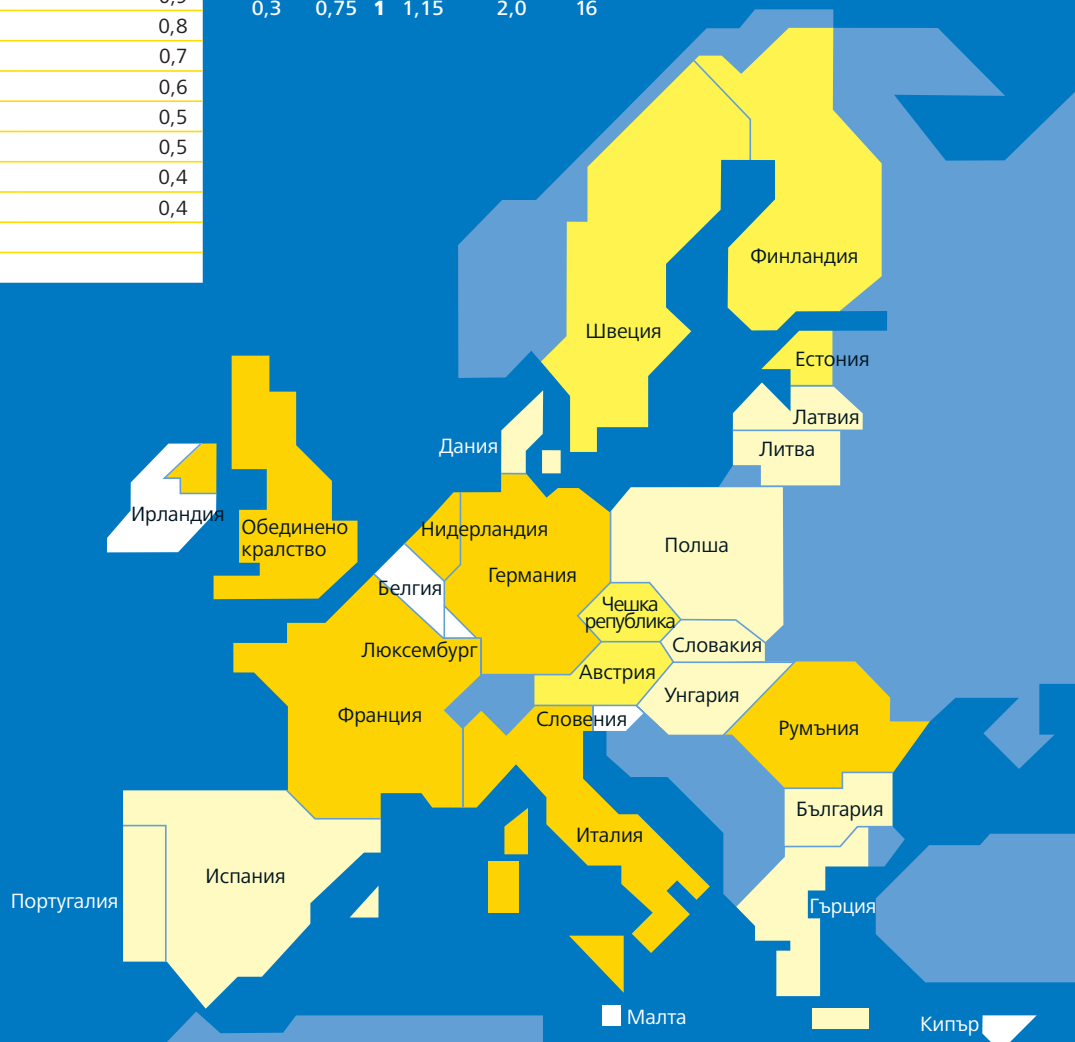 0,3 0,75 1 1,15 2,0 16
0,8
0,7
0,6
0,5
0,5
0,4
0,4
Финландия
Швеция
Естония
Латвия
Дания
Литва
Ирландия
Обединено
кралство
Нидерландия
Полша
Германия
Белгия
Чешка
република
Словакия
Люксембург
Австрия
Унгария
Франция
Словения
Румъния
България
Италия
Испания
Португалия
Гърция
Малта
Кипър